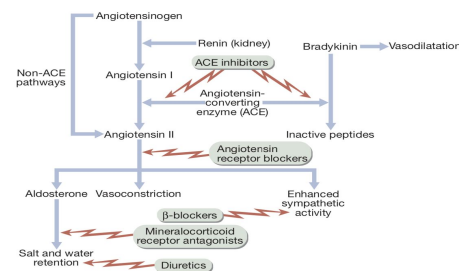 Angiotensinogen
Renin (kidney)
Bradykinin
Vasodilatation
ACE inhibitors
Non-ACE
pathways
Angiotensin I
Angiotensin-
converting
enzyme (ACE)
Angiotensin II
Inactive peptides
Angiotensin
receptor blockers
Aldosterone
Vasoconstriction
Enhanced
sympathetic
activity
β-blockers
Mineralocorticoid
receptor antagonists
Salt and water
retention
Diuretics